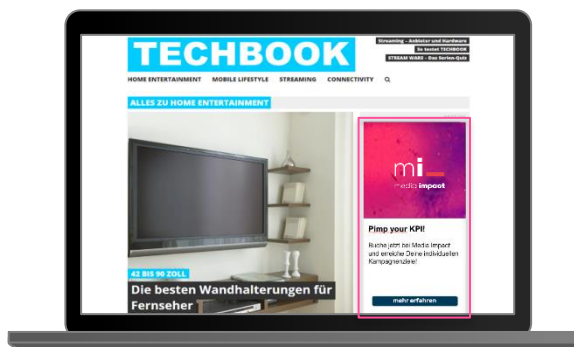 Streaming – Anbieter und Hardware
So testet TECHBOOK
STREAM WARS – Das Serien-Quiz
TECHBOOK
HOME ENTERTAINMENT MOBILE LIFESTYLE STREAMING CONNECTIVITY
ALLES ZU HOME ENTERTAINMENT
mi_
media impact
Pimp your KPI!
Buche jetzt bei Media Impact
und erreiche Deine individuellen
Kampagnenziele!
mehr erfahren
42 BIS 90 ZOLL
Die besten Wandhalterungen für
Fernseher